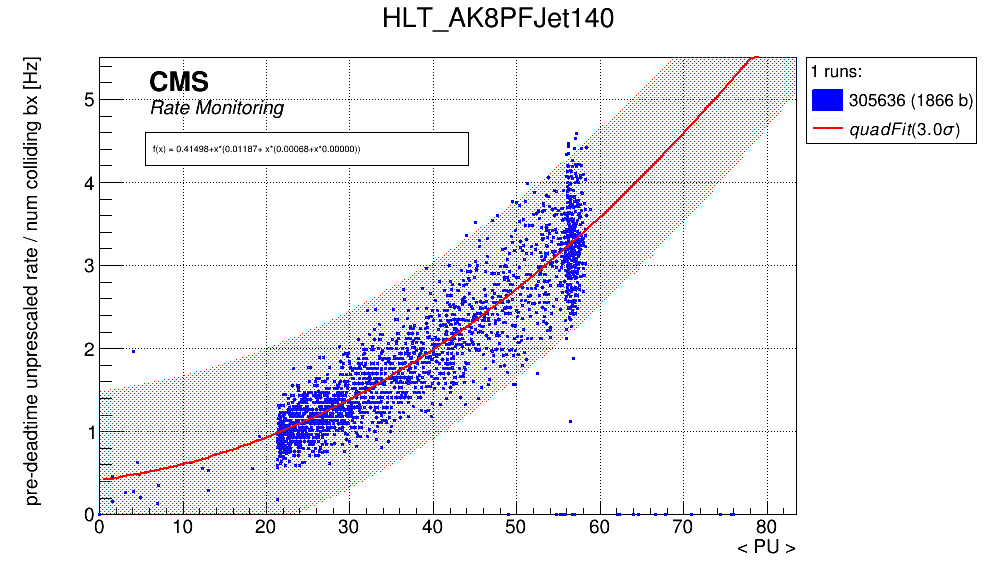 HLT_AK8PFJet140
pre-deadtime unprescaled rate / num colliding bx [Hz]
CMS
Rate Monitoring
f(x) = 0.41498+x*(0.01187+ x*(0.00068+x*0.00000))
1 runs:
305636 (1866 b)
quadFit(3.0σ)
5
4
3
2
1
0
0 10 20 30 40 50 60 70 80
< PU >